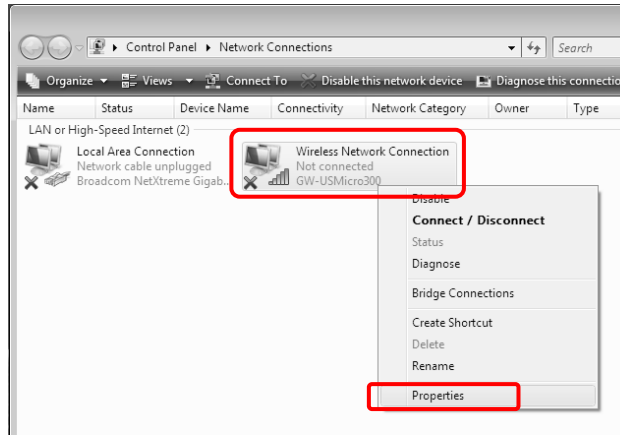 Control Panel Network Connections Search
Organize Views Connect To Disable this network device Diagnose this connectio
Name Status Device Name Connectivity Network Category Owner Type
LAN or High-Speed Internet (2)
Local Area Connection
Network cable unplugged
Broadcom NetXtreme Gigab...
Wireless Network Connection
Not connected
GW-USMicro300
Disable
Connect / Disconnect
Status
Diagnose
Bridge Connections
Create Shortcut
Delete
Rename
Properties